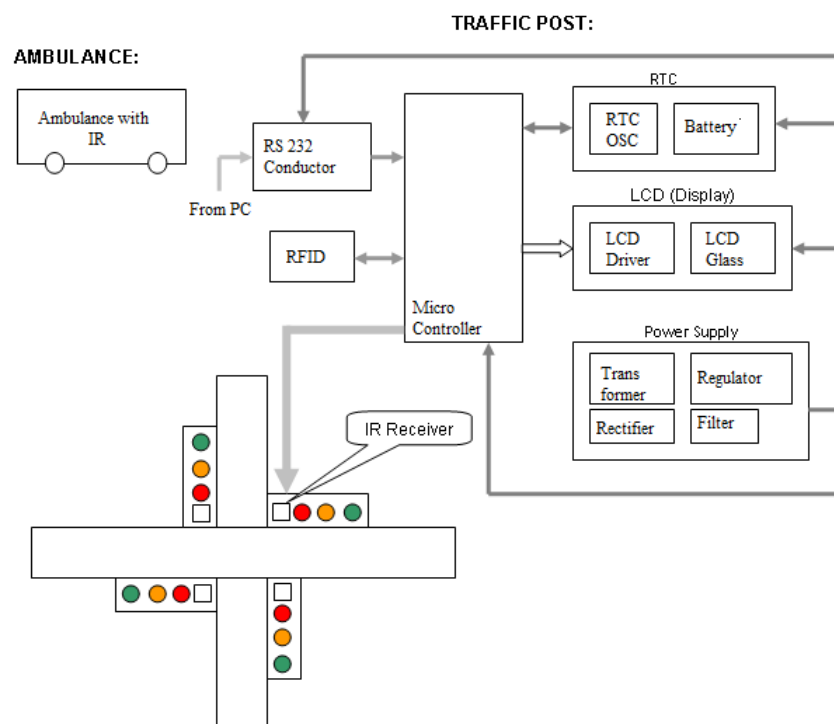 TRAFFIC POST:
AMBULANCE:
Ambulance with
IR
RS 232
Conductor
From PC
RFID
Micro
Controller
RTC
RTC
OSC
Battery
LCD (Display)
LCD
Driver
LCD
Glass
Power Supply
Trans
former
Regulator
Rectifier
Filter
IR Receiver